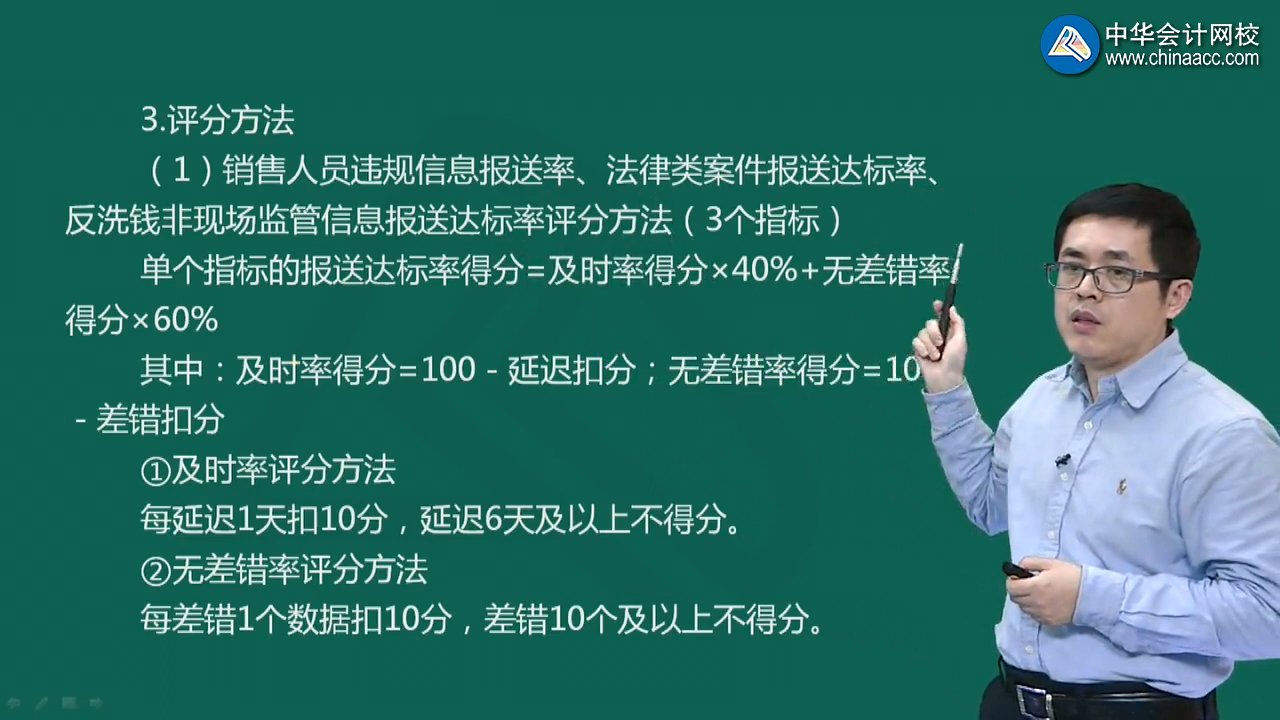 中华会计网校
www.chinaacc.com
3.评分方法
（1）销售人员违规信息报送率、法律类案件报送达标率、
反洗钱非现场监管信息报送达标率评分方法（3个指标）
单个指标的报送达标率得分=及时率得分×40%+无差错率
得分×60%
其中：及时率得分=100－延迟扣分；无差错率得分=10
－差错扣分
①及时率评分方法
每延迟1天扣10分，延迟6天及以上不得分。
②无差错率评分方法
每差错1个数据扣10分，差错10个及以上不得分。